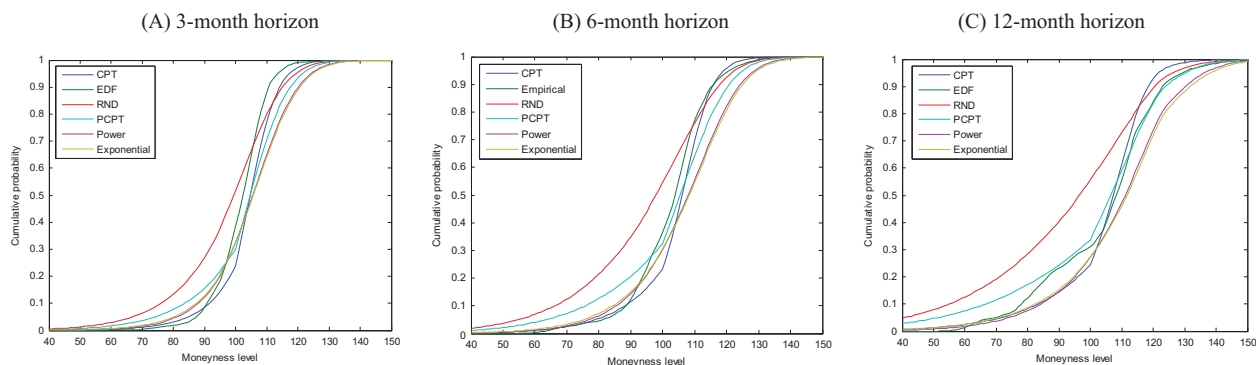 (A) 3-month horizon
(B) 6-month horizon
(C) 12-month horizon
Cumulative probability
1
0.9
0.8
0.7
0.6
0.5
0.4
0.3
0.2
0.1
0
CPT
EDF
RND
PCPT
Power
Exponential
40 50 60 70 80 90 100 110 120 130 140 150
Moneyness level
Cumulative probability
1
0.9
0.8
0.7
0.6
0.5
0.4
0.3
0.2
0.1
0
CPT
Empirical
RND
PCPT
Power
Exponential
40 50 60 70 80 90 100 110 120 130 140 150
Moneyness level
Cumulative probability
1
0.9
0.8
0.7
0.6
0.5
0.4
0.3
0.2
0.1
0
CPT
EDF
RND
PCPT
Power
Exponential
40 50 60 70 80 90 100 110 120 130 140 150
Moneyness level